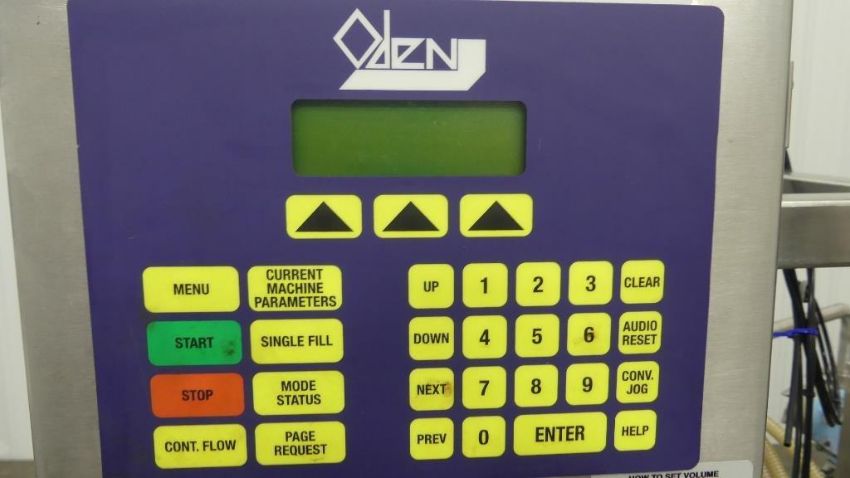 Oden
MENU
CURRENT
MACHINE
PARAMETERS
START
SINGLE FILL
STOP
MODE
STATUS
CONT. FLOW
PAGE
REQUEST
UP
1
2
3
CLEAR
DOWN
4
5
6
AUDIO
RESET
NEXT
7
8
9
CONV.
JOG
PREV
0
ENTER
HELP
HOW TO SET VOLUME